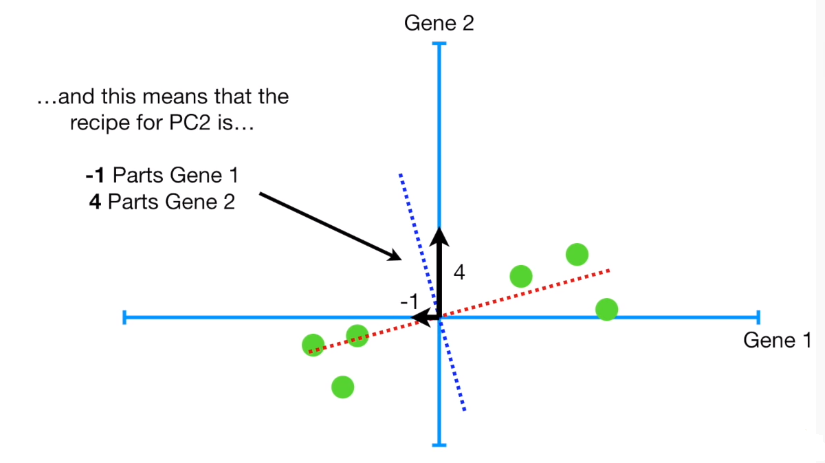 Gene 2
…and this means that the
recipe for PC2 is…
-1 Parts Gene 1
4 Parts Gene 2
4
-1
Gene 1